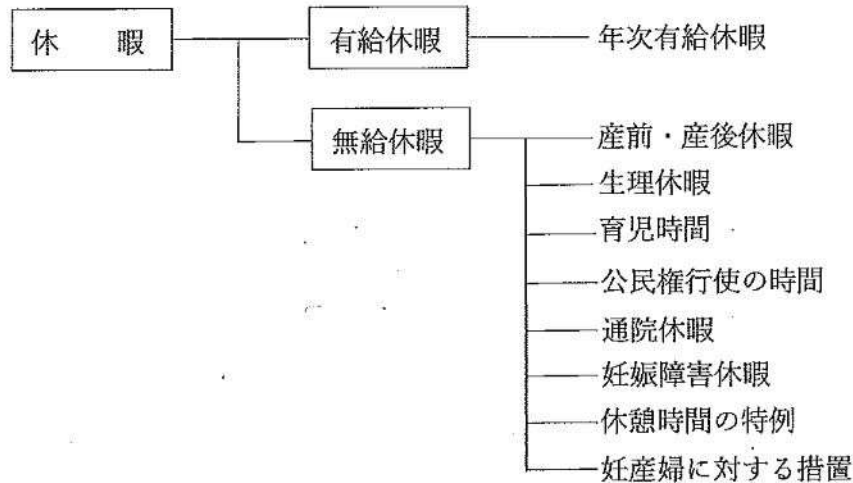 休 暇
有給休暇
年次有給休暇
無給休暇
産前・産後休暇
生理休暇
育児時間
公民権行使の時間
通院休暇
妊娠障害休暇
休憩時間の特例
妊産婦に対する措置